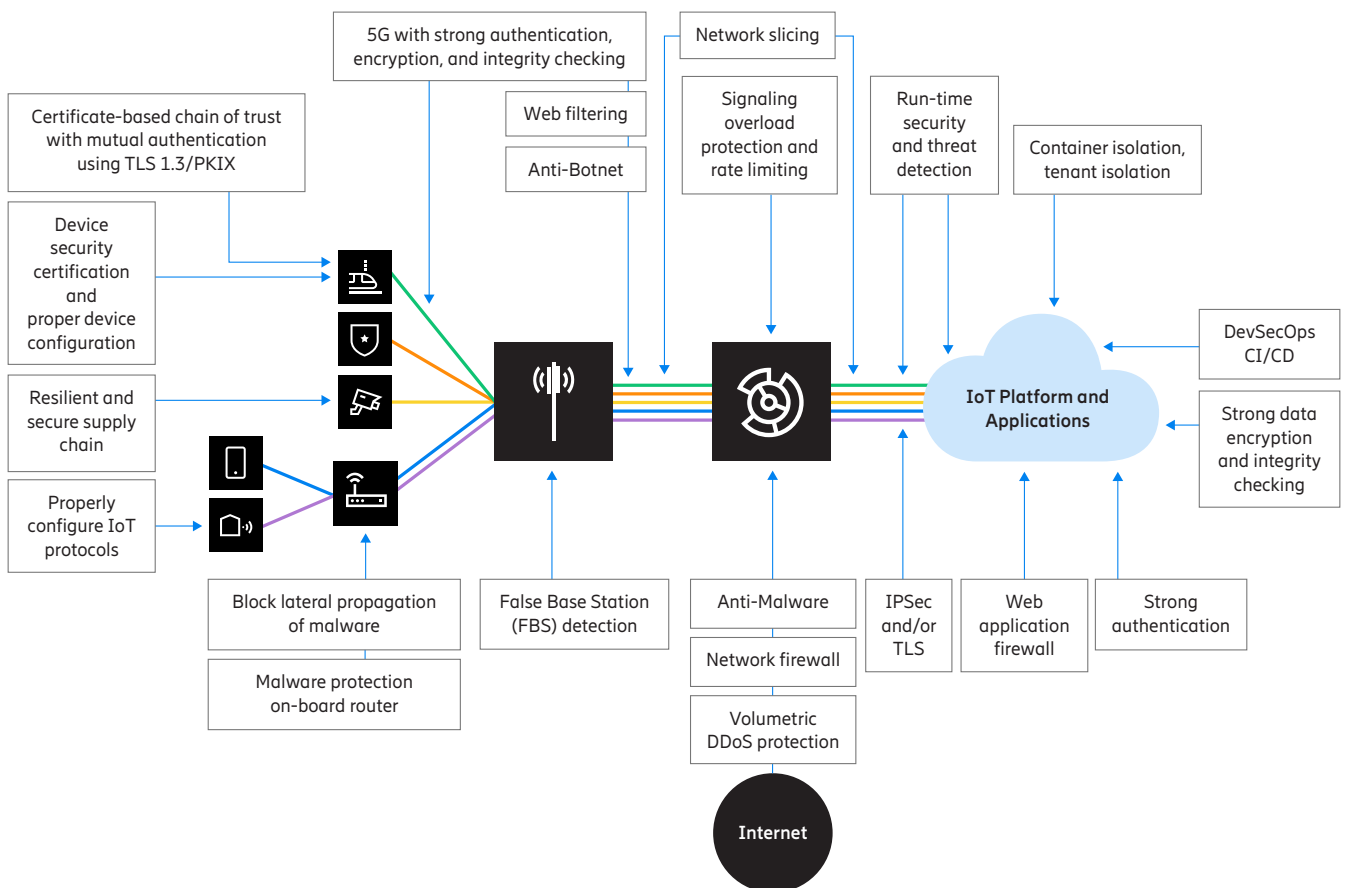 5G with strong authentication,
encryption, and integrity checking
Network slicing
Certificate-based chain of trust
with mutual authentication
using TLS 1.3/PKIX
Web filtering
Anti-Botnet
Signaling
overload
protection and
rate limiting
Run-time
security
and threat
detection
Container isolation,
tenant isolation
Device
security
certification
and
proper device
configuration
DevSecOps
CI/CD
IoT Platform and
Applications
Resilient and
secure supply
chain
Strong data
encryption
and integrity
checking
Properly
configure IoT
protocols
Block lateral propagation
of malware
Malware protection
on-board router
False Base Station
(FBS) detection
Anti-Malware
Network firewall
Volumetric
DDoS protection
IPSec
and/or
TLS
Web
application
firewall
Strong
authentication
Internet